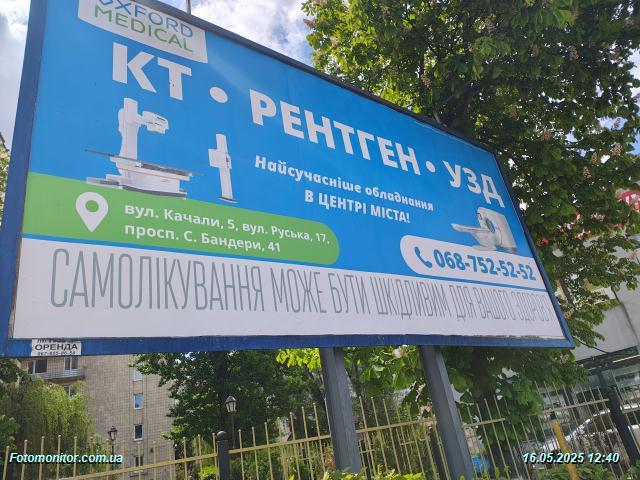 OXFORD
MEDICAL
КТ • РЕНТГЕН • УЗД
Найсучасніше обладнання
В ЦЕНТРІ МІСТА!
вул. Качали, 5, вул. Руська, 17,
просп. С. Бандери, 41
068-752-52-52
САМОЛІКУВАННЯ МОЖЕ БУТИ ШКІДЛИВИМ ДЛЯ ВАШОГО ЗДОРОВ'Я
ОРЕНДА
Fotomonitor.com.ua
16.05.2025 12:40